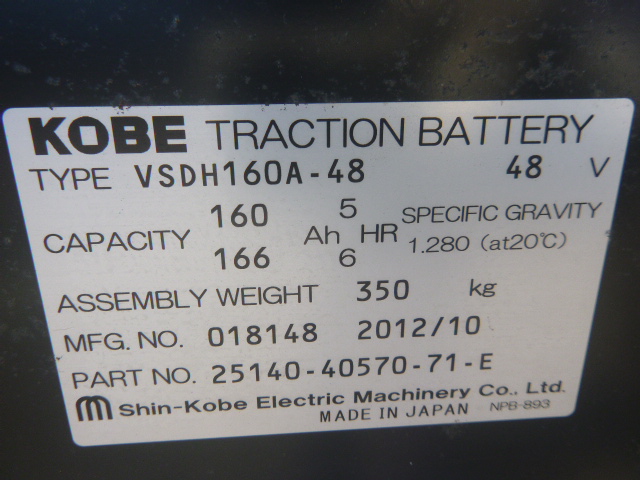 KOBE TRACTION BATTERY
TYPE VSDH160A-48 48 V
CAPACITY 160 Ah 5 HR SPECIFIC GRAVITY
166 6 1.280 (at20℃)
ASSEMBLY WEIGHT 350 kg
MFG. NO. 018148 2012/10
PART NO. 25140-40570-71-E
Shin-Kobe Electric Machinery Co., Ltd.
MADE IN JAPAN NPB-893